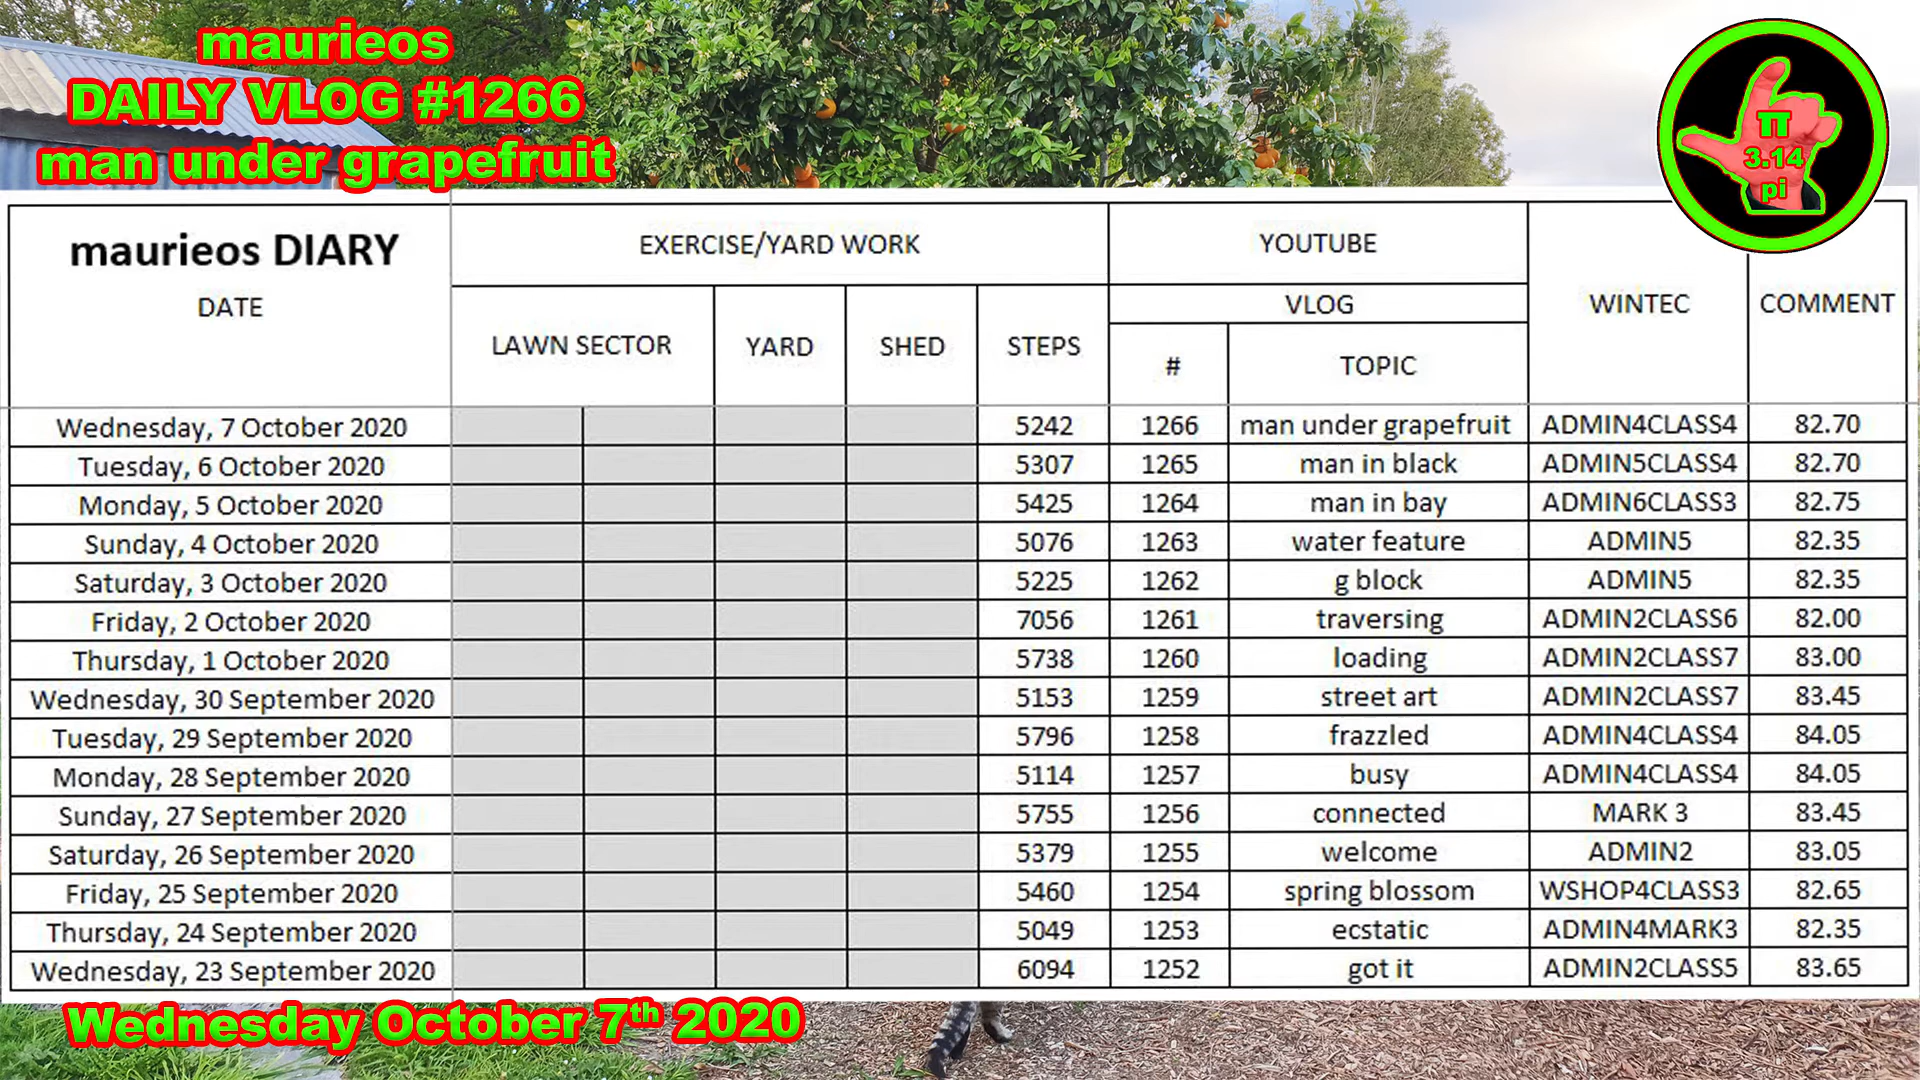 maurieos
DAILY VLOG #1266
man under grapefruit
π
3.14
pi
maurieos DIARY
DATE
EXERCISE/YARD WORK
YOUTUBE
WINTEC
COMMENT
LAWN SECTOR
YARD
SHED
STEPS
VLOG
#
TOPIC
Wednesday, 7 October 2020 5242 1266 man under grapefruit ADMIN4CLASS4 82.70
Tuesday, 6 October 2020 5307 1265 man in black ADMIN5CLASS4 82.70
Monday, 5 October 2020 5425 1264 man in bay ADMIN6CLASS3 82.75
Sunday, 4 October 2020 5076 1263 water feature ADMIN5 82.35
Saturday, 3 October 2020 5225 1262 g block ADMIN5 82.35
Friday, 2 October 2020 7056 1261 traversing ADMIN2CLASS6 82.00
Thursday, 1 October 2020 5738 1260 loading ADMIN2CLASS7 83.00
Wednesday, 30 September 2020 5153 1259 street art ADMIN2CLASS7 83.45
Tuesday, 29 September 2020 5796 1258 frazzled ADMIN4CLASS4 84.05
Monday, 28 September 2020 5114 1257 busy ADMIN4CLASS4 84.05
Sunday, 27 September 2020 5755 1256 connected MARK 3 83.45
Saturday, 26 September 2020 5379 1255 welcome ADMIN2 83.05
Friday, 25 September 2020 5460 1254 spring blossom WSHOP4CLASS3 82.65
Thursday, 24 September 2020 5049 1253 ecstatic ADMIN4MARK3 82.35
Wednesday, 23 September 2020 6094 1252 got it ADMIN2CLASS5 83.65
Wednesday October 7th 2020